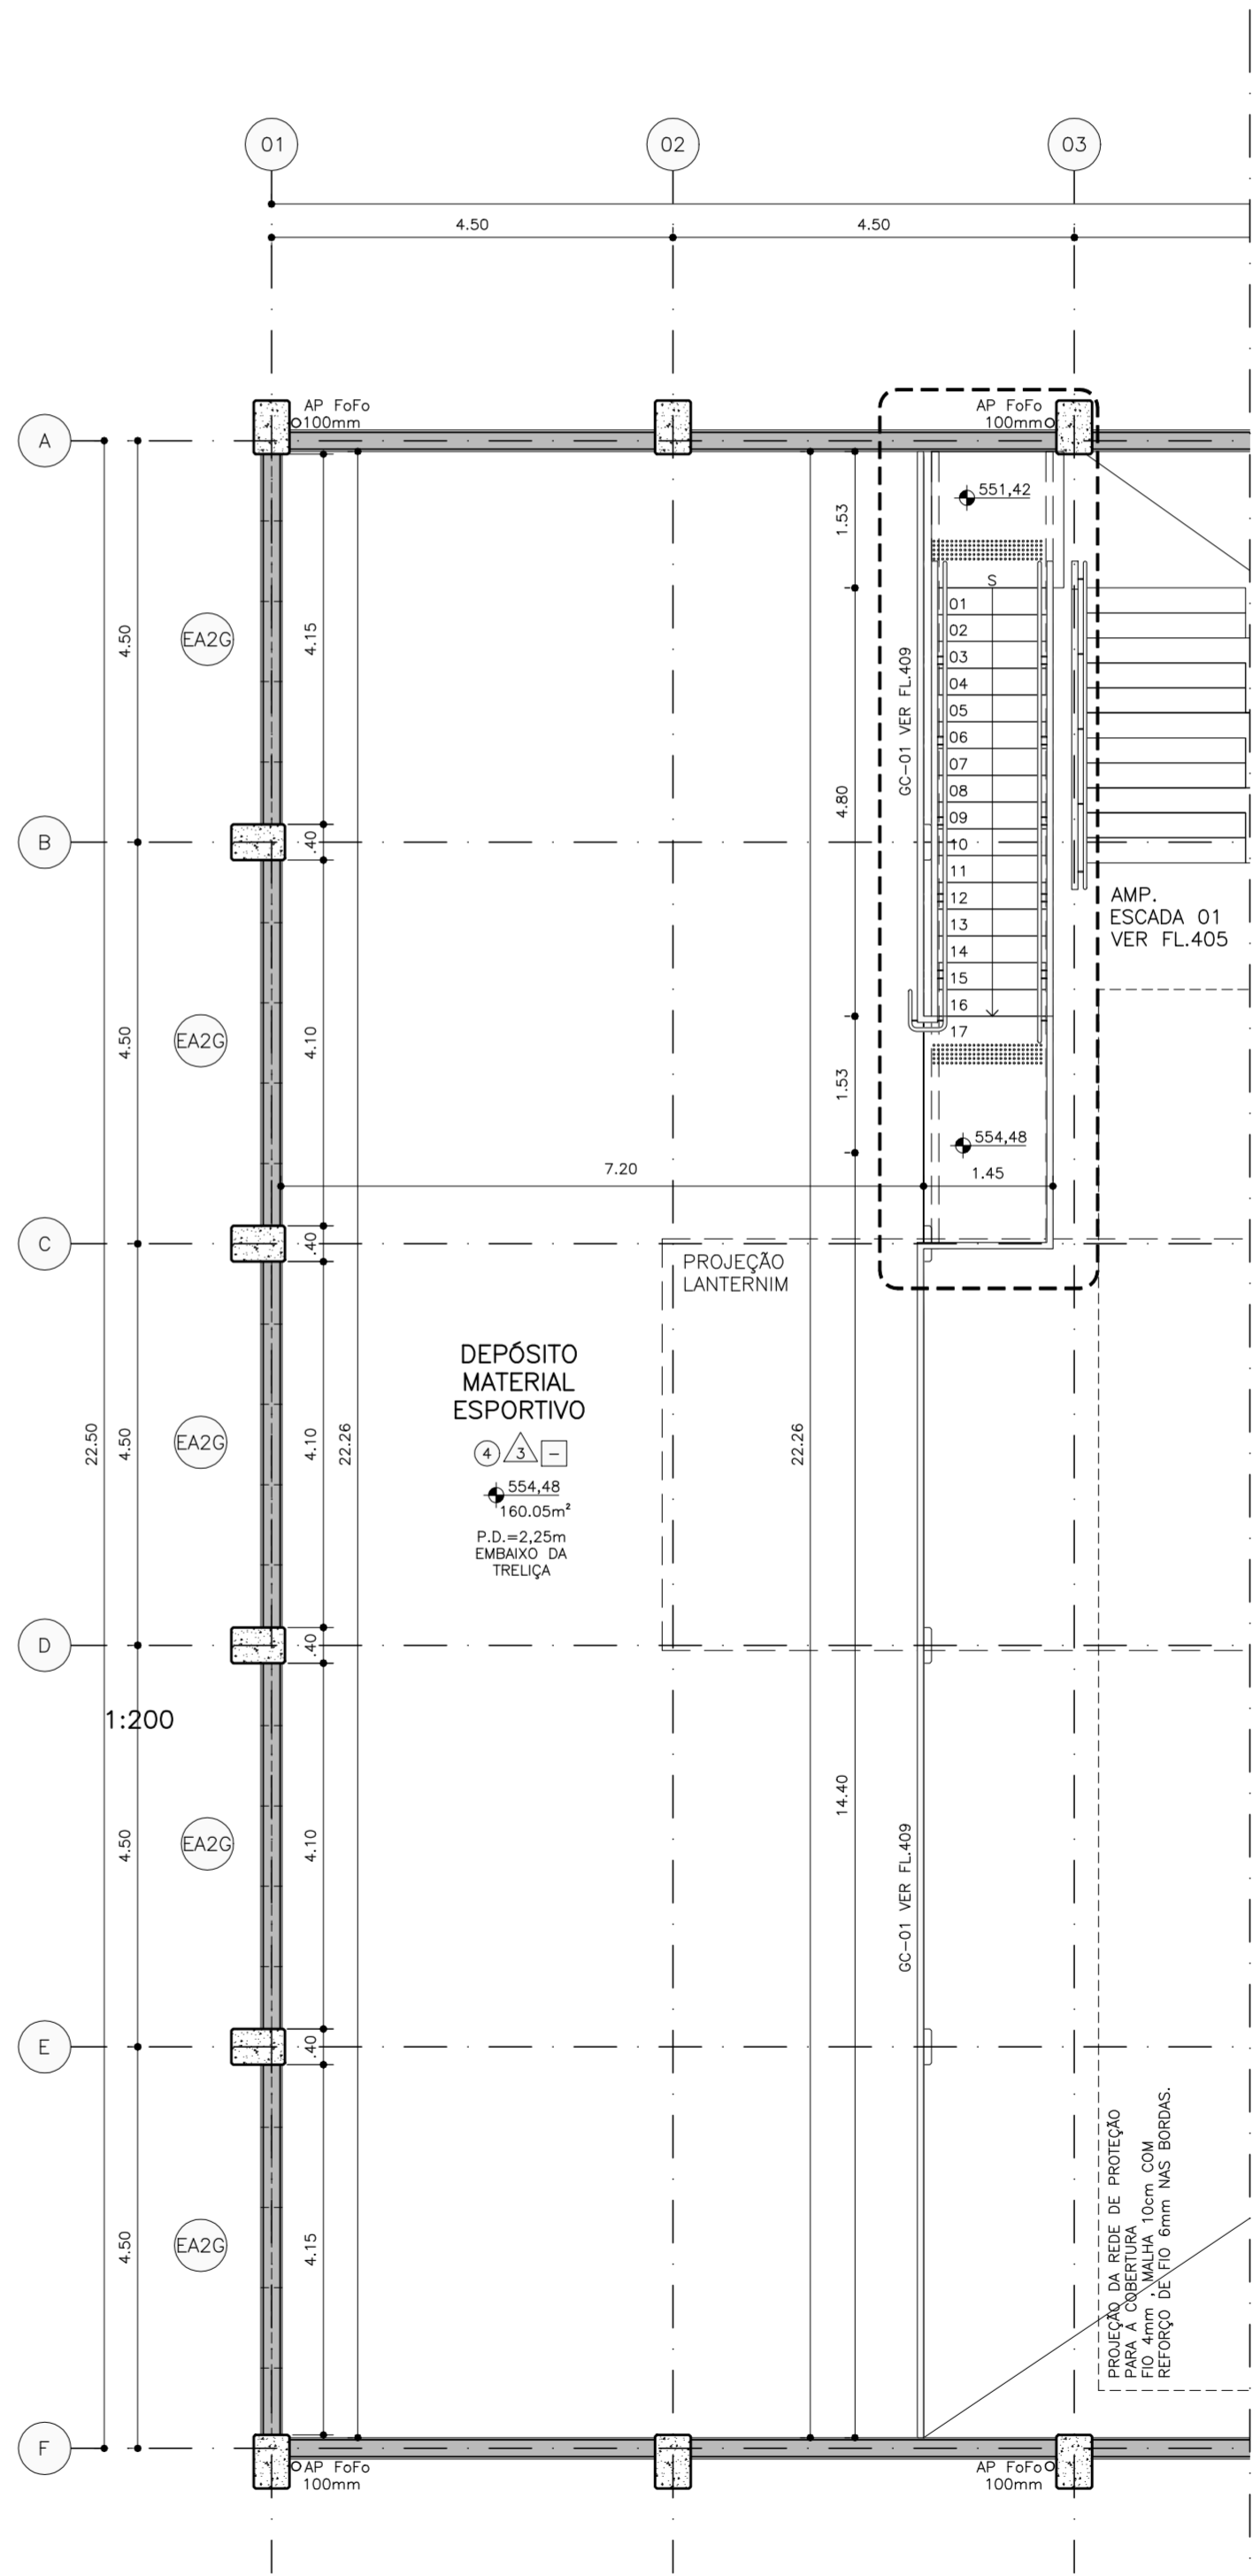 01
02
03
4.50
4.50
A
AP FoFo
100mm
AP FoFo
100mm
551,42
1.53
S
01
02
03
04
05
06
07
08
09
10
11
12
13
14
15
16
17
4.50
EA2G
4.15
GC-01 VER FL.409
4.80
B
.40
AMP.
ESCADA 01
VER FL.405
4.50
EA2G
4.10
1.53
554,48
7.20
1.45
C
.40
PROJEÇÃO
LANTERNIM
DEPÓSITO
MATERIAL
ESPORTIVO
22.50
4.50
EA2G
4.10
22.26
4
3
-
22.26
554,48
160.05m²
P.D.=2,25m
EMBAIXO DA
TRELIÇA
D
.40
1:200
4.50
EA2G
4.10
14.40
GC-01 VER FL.409
E
.40
4.50
EA2G
4.15
PROJEÇÃO DA REDE DE PROTEÇÃO
PARA A COBERTURA
FIO 4mm , MALHA 10cm COM
REFORÇO DE FIO 6mm NAS BORDAS.
F
AP FoFo
100mm
AP FoFo
100mm